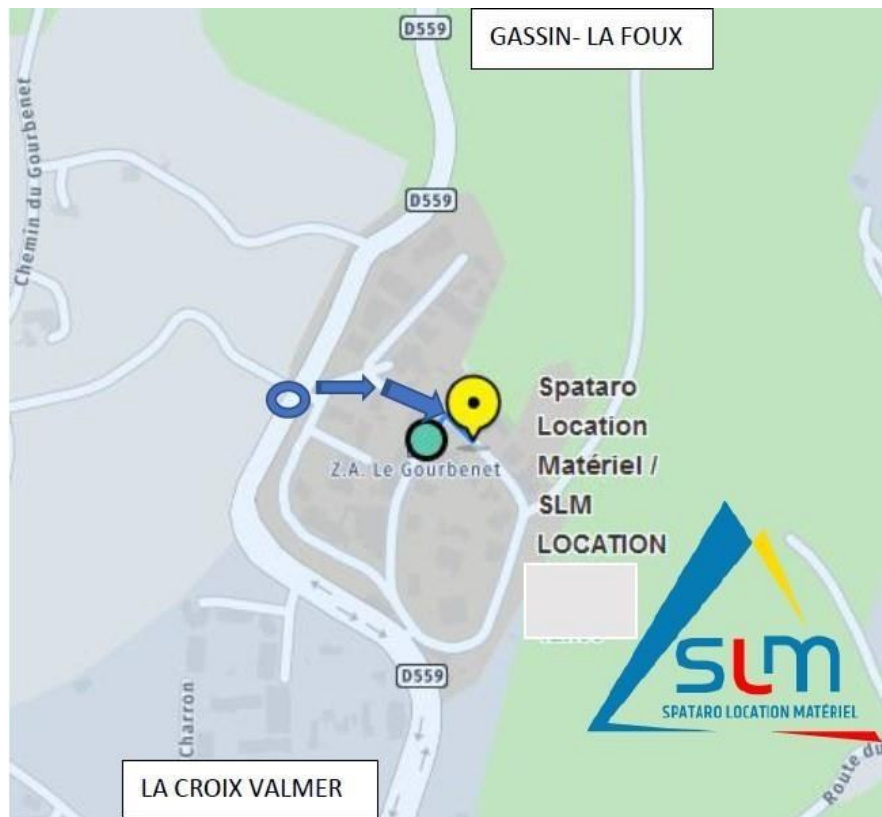 D559
GASSIN- LA FOUX
D559
Chemin du Gourbenet
Spataro
Location
Matériel /
SLM
LOCATION
Z.A. Le Gourbenet
SLM
SPATARO LOCATION MATÉRIEL
D559
Charron
LA CROIX VALMER
Route du